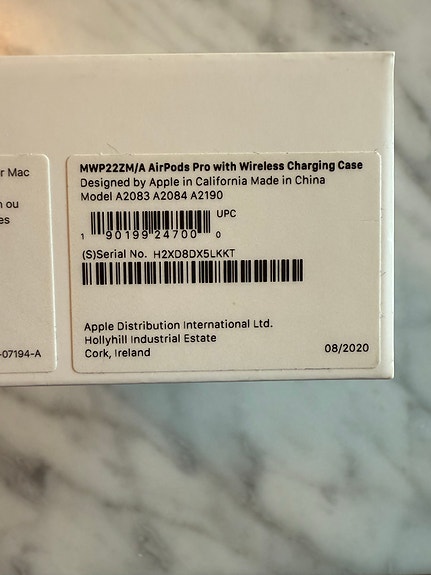 r Mac
n ou
es
-07194-A
MWP22ZM/A AirPods Pro with Wireless Charging Case
Designed by Apple in California Made in China
Model A2083 A2084 A2190
UPC
1 90199 24700 0
(S)Serial No. H2XD8DX5LKKT
Apple Distribution International Ltd.
Hollyhill Industrial Estate
Cork, Ireland
08/2020